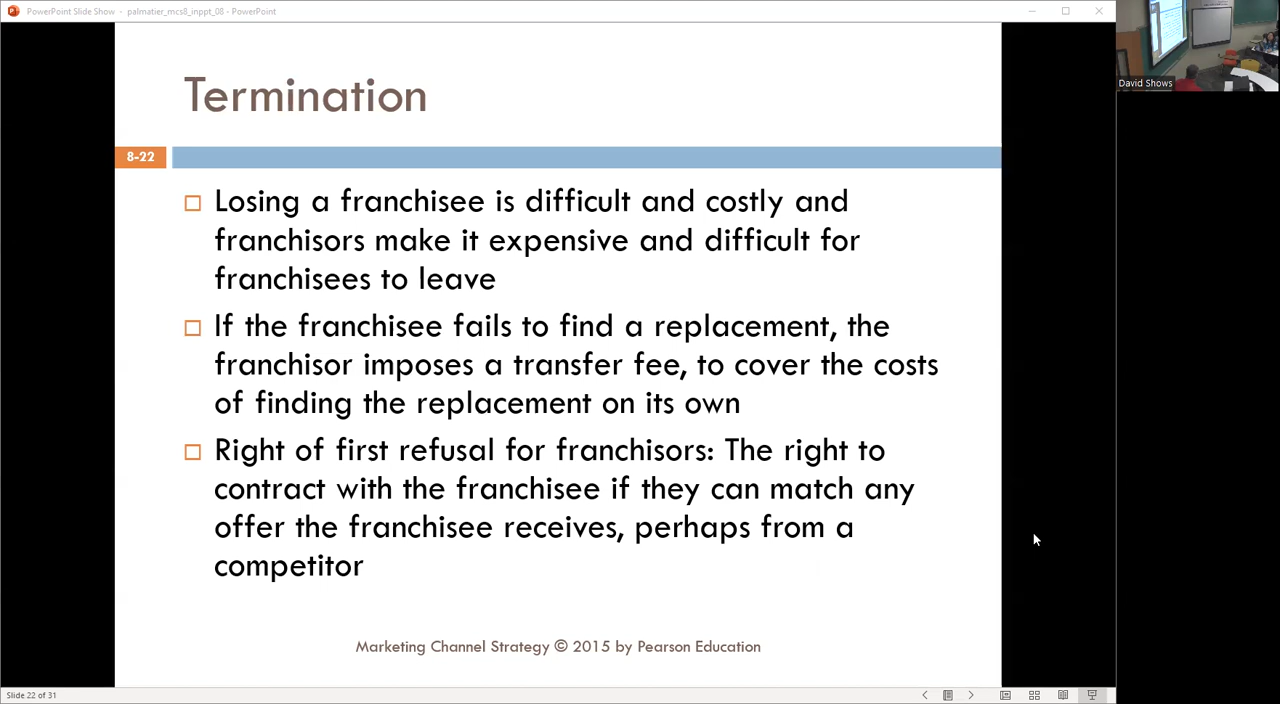 PowerPoint Slide Show - palmatier_mcs8_inppt_08 - PowerPoint
David Shows
Termination
8-22
Losing a franchisee is difficult and costly and
franchisors make it expensive and difficult for
franchisees to leave
If the franchisee fails to find a replacement, the
franchisor imposes a transfer fee, to cover the costs
of finding the replacement on its own
Right of first refusal for franchisors: The right to
contract with the franchisee if they can match any
offer the franchisee receives, perhaps from a
competitor
Marketing Channel Strategy © 2015 by Pearson Education
Slide 22 of 31